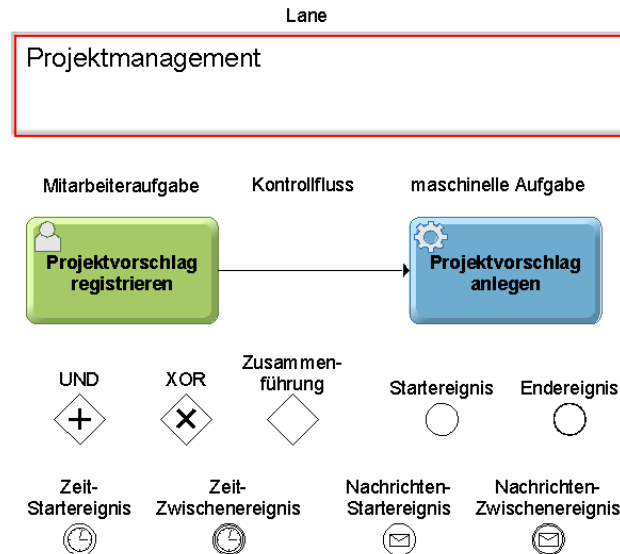 Lane
Projektmanagement
Mitarbeiteraufgabe
Kontrollfluss
maschinelle Aufgabe
Projektvorschlag
registrieren
Projektvorschlag
anlegen
UND
XOR
Zusammen-
führung
Startereignis
Endereignis
Zeit-
Startereignis
Zeit-
Zwischenereignis
Nachrichten-
Startereignis
Nachrichten-
Zwischenereignis